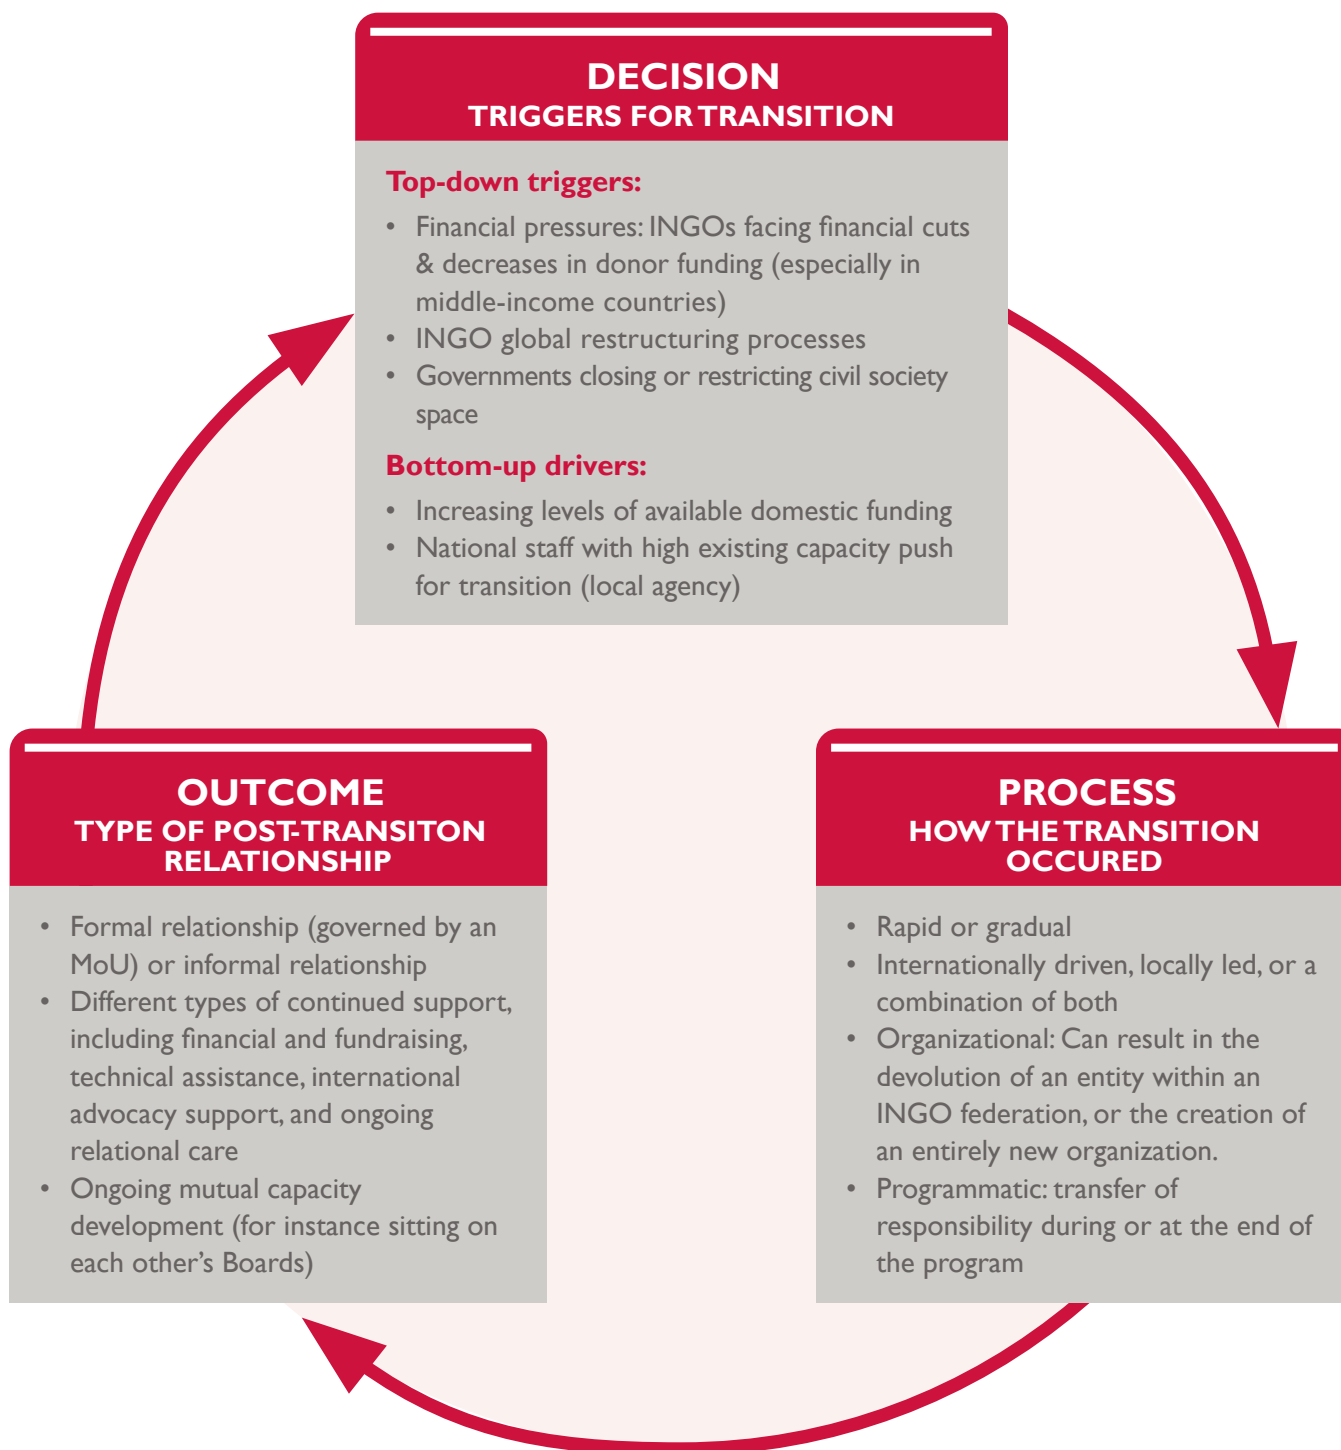 DECISION
TRIGGERS FOR TRANSITION
Top-down triggers:
• Financial pressures: INGOs facing financial cuts
& decreases in donor funding (especially in
middle-income countries)
• INGO global restructuring processes
• Governments closing or restricting civil society
space
Bottom-up drivers:
• Increasing levels of available domestic funding
• National staff with high existing capacity push
for transition (local agency)
OUTCOME
TYPE OF POST-TRANSITON
RELATIONSHIP
• Formal relationship (governed by an
MoU) or informal relationship
• Different types of continued support,
including financial and fundraising,
technical assistance, international
advocacy support, and ongoing
relational care
• Ongoing mutual capacity
development (for instance sitting on
each other’s Boards)
PROCESS
HOW THE TRANSITION
OCCURED
• Rapid or gradual
• Internationally driven, locally led, or a
combination of both
• Organizational: Can result in the
devolution of an entity within an
INGO federation, or the creation of
an entirely new organization.
• Programmatic: transfer of
responsibility during or at the end of
the program